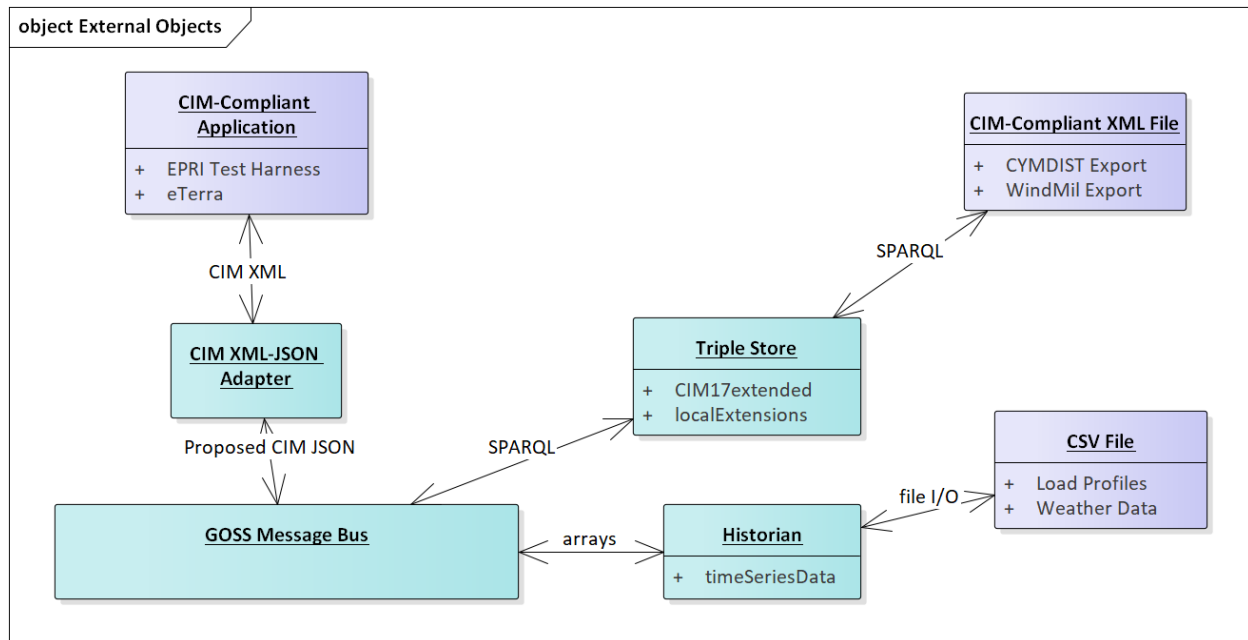 object External Objects
CIM-Compliant
Application
+ EPRI Test Harness
+ eTerra
CIM-Compliant XML File
+ CYMDIST Export
+ WindMil Export
SPARQL
CIM XML
CIM XML-JSON
Adapter
Triple Store
+ CIM17extended
+ localExtensions
Proposed CIM JSON
SPARQL
CSV File
+ Load Profiles
+ Weather Data
file I/O
GOSS Message Bus
arrays
Historian
+ timeSeriesData